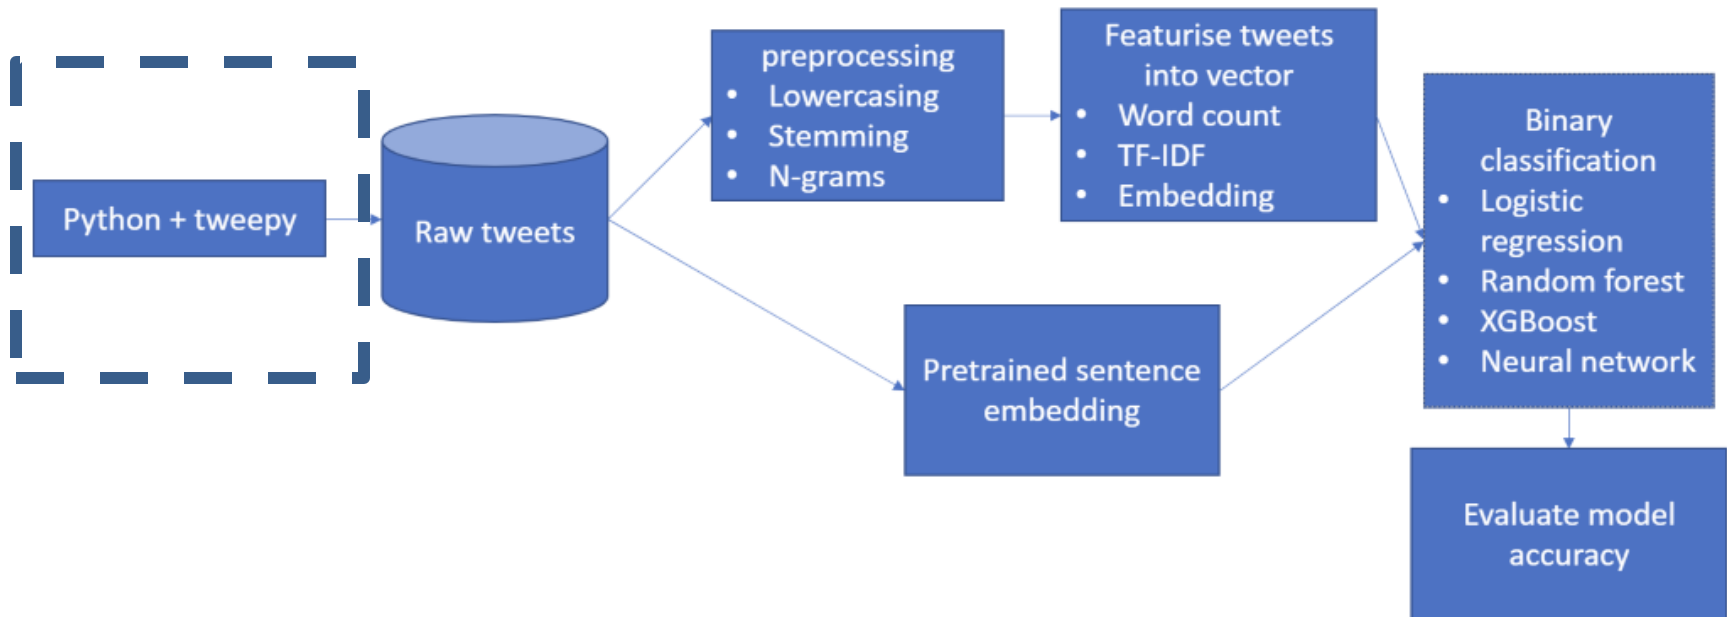 Python + tweepy
Raw tweets
preprocessing
• Lowercasing
• Stemming
• N-grams
Featurise tweets
into vector
• Word count
• TF-IDF
• Embedding
Pretrained sentence
embedding
Binary
classification
• Logistic
regression
• Random forest
• XGBoost
• Neural network
Evaluate model
accuracy